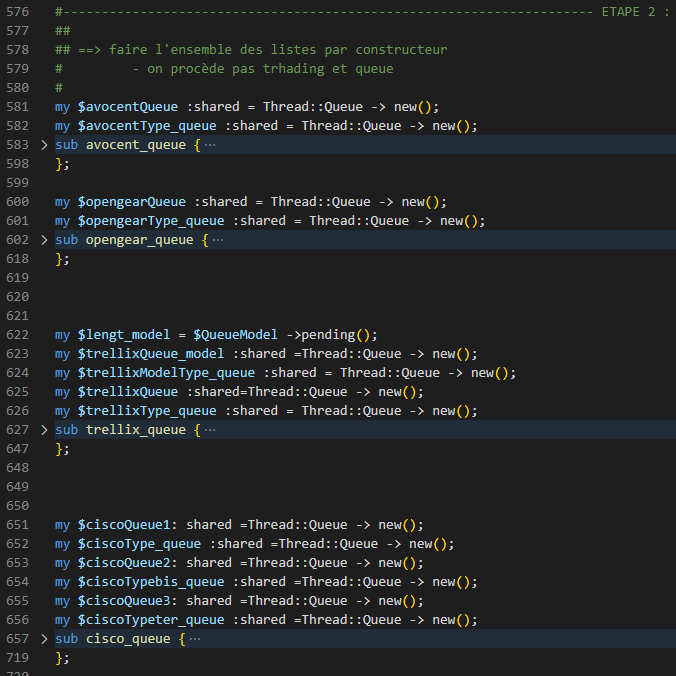 576 #--------------------------------------------------------------------- ETAPE 2 :
577 ##
578 ## ==> faire l'ensemble des listes par constructeur
579 #         - on procède pas trhading et queue
580 #
581 my $avocentQueue :shared = Thread::Queue -> new();
582 my $avocentType_queue :shared = Thread::Queue -> new();
583 > sub avocent_queue { ···
598 };
599
600 my $opengearQueue :shared = Thread::Queue -> new();
601 my $opengearType_queue :shared = Thread::Queue -> new();
602 > sub opengear_queue { ···
618 };
619
620
621
622 my $lengt_model = $QueueModel ->pending();
623 my $trellixQueue_model :shared =Thread::Queue -> new();
624 my $trellixModelType_queue :shared = Thread::Queue -> new();
625 my $trellixQueue :shared=Thread::Queue -> new();
626 my $trellixType_queue :shared = Thread::Queue -> new();
627 > sub trellix_queue { ···
647 };
648
649
650
651 my $ciscoQueue1: shared =Thread::Queue -> new();
652 my $ciscoType_queue :shared =Thread::Queue -> new();
653 my $ciscoQueue2: shared =Thread::Queue -> new();
654 my $ciscoTypebis_queue :shared =Thread::Queue -> new();
655 my $ciscoQueue3: shared =Thread::Queue -> new();
656 my $ciscoTypeter_queue :shared =Thread::Queue -> new();
657 > sub cisco_queue { ···
719 };